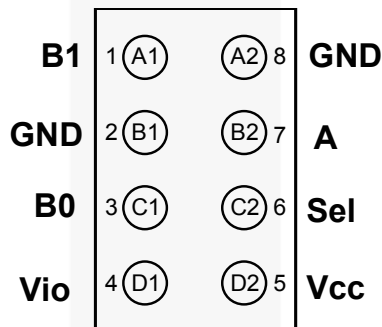 B1 1 A1 A2 8 GND
GND 2 B1 B2 7 A
B0 3 C1 C2 6 Sel
Vio 4 D1 D2 5 Vcc